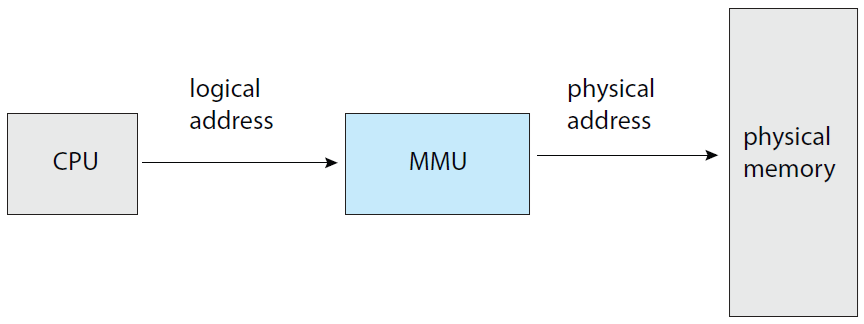 CPU
logical
address
MMU
physical
address
physical
memory